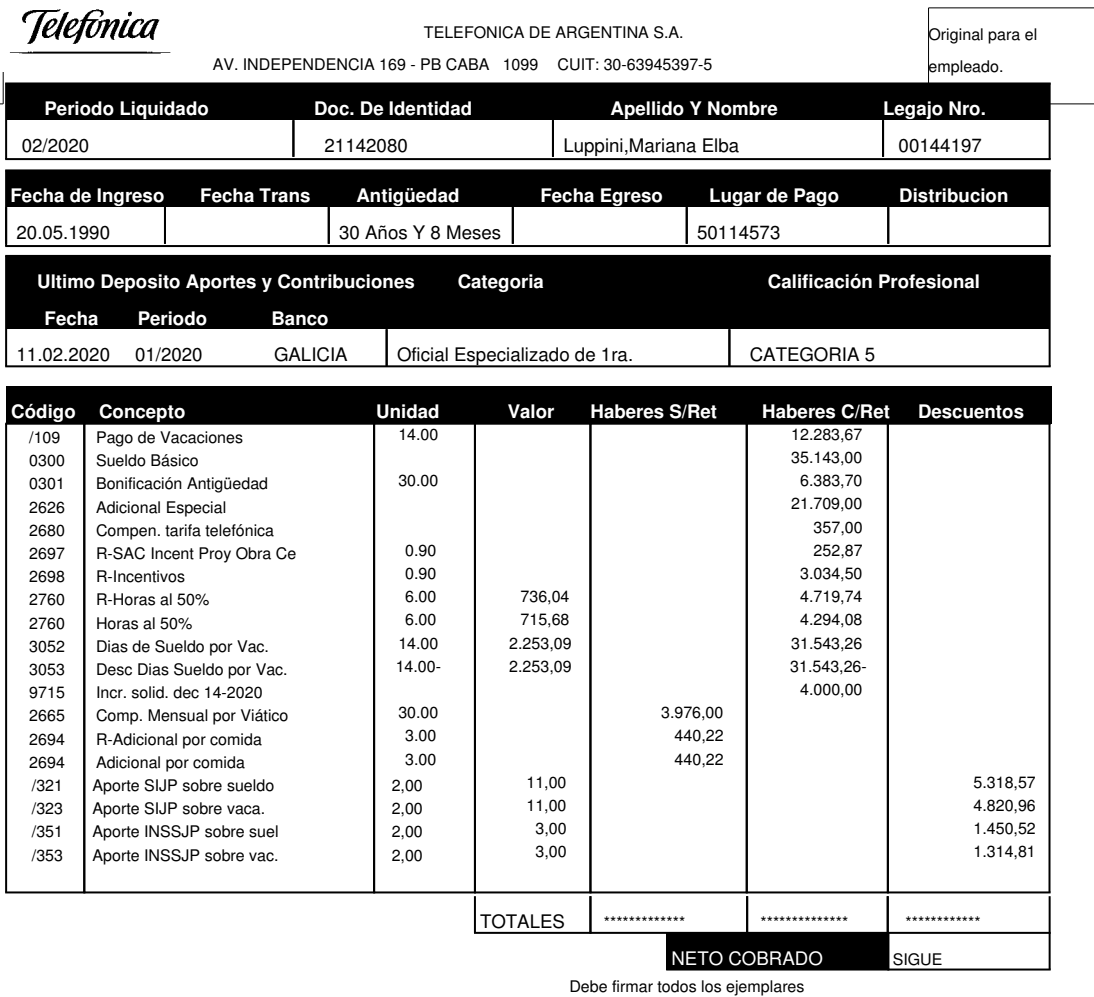 Telefónica
TELEFONICA DE ARGENTINA S.A.
Original para el
AV. INDEPENDENCIA 169 - PB CABA 1099 CUIT: 30-63945397-5
empleado.
Periodo Liquidado Doc. De Identidad Apellido Y Nombre Legajo Nro.
02/2020 21142080 Luppini,Mariana Elba 00144197
Fecha de Ingreso Fecha Trans Antigüedad Fecha Egreso Lugar de Pago Distribucion
20.05.1990 30 Años Y 8 Meses 50114573
Ultimo Deposito Aportes y Contribuciones Categoria Calificación Profesional
Fecha Periodo Banco
11.02.2020 01/2020 GALICIA Oficial Especializado de 1ra. CATEGORIA 5
Código Concepto Unidad Valor Haberes S/Ret Haberes C/Ret Descuentos
/109 Pago de Vacaciones 14.00 12.283,67
0300 Sueldo Básico 35.143,00
0301 Bonificación Antigüedad 30.00 6.383,70
2626 Adicional Especial 21.709,00
2680 Compen. tarifa telefónica 357,00
2697 R-SAC Incent Proy Obra Ce 0.90 252,87
2698 R-Incentivos 0.90 3.034,50
2760 R-Horas al 50% 6.00 736,04 4.719,74
2760 Horas al 50% 6.00 715,68 4.294,08
3052 Dias de Sueldo por Vac. 14.00 2.253,09 31.543,26
3053 Desc Dias Sueldo por Vac. 14.00- 2.253,09 31.543,26-
9715 Incr. solid. dec 14-2020 4.000,00
2665 Comp. Mensual por Viático 30.00 3.976,00
2694 R-Adicional por comida 3.00 440,22
2694 Adicional por comida 3.00 440,22
/321 Aporte SIJP sobre sueldo 2,00 11,00 5.318,57
/323 Aporte SIJP sobre vaca. 2,00 11,00 4.820,96
/351 Aporte INSSJP sobre suel 2,00 3,00 1.450,52
/353 Aporte INSSJP sobre vac. 2,00 3,00 1.314,81
TOTALES ************* ************** ************
NETO COBRADO SIGUE
Debe firmar todos los ejemplares